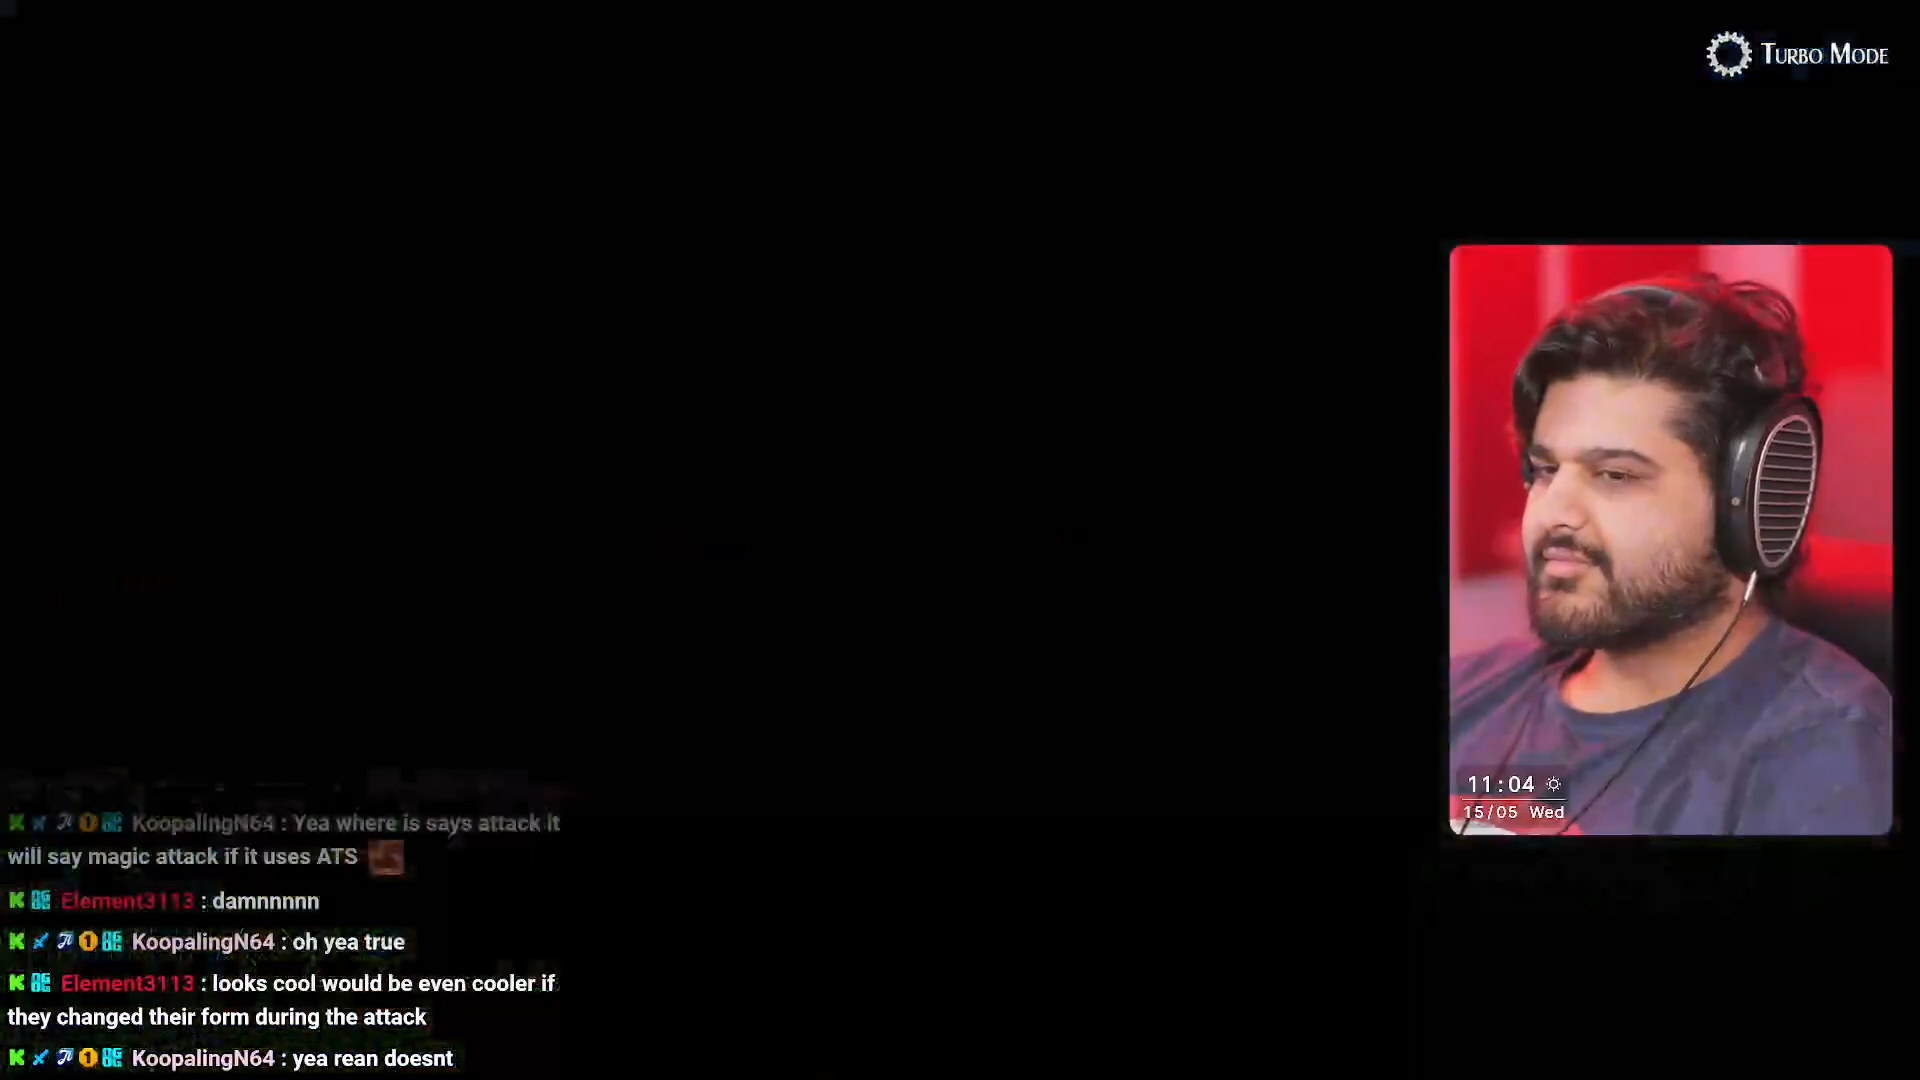 Turbo Mode
11:04
15/05 Wed
KoopalingN64 : Yea where is says attack it
will say magic attack if it uses ATS
Element3113 : damnnnnn
KoopalingN64 : oh yea true
Element3113 : looks cool would be even cooler if
they changed their form during the attack
KoopalingN64 : yea rean doesnt